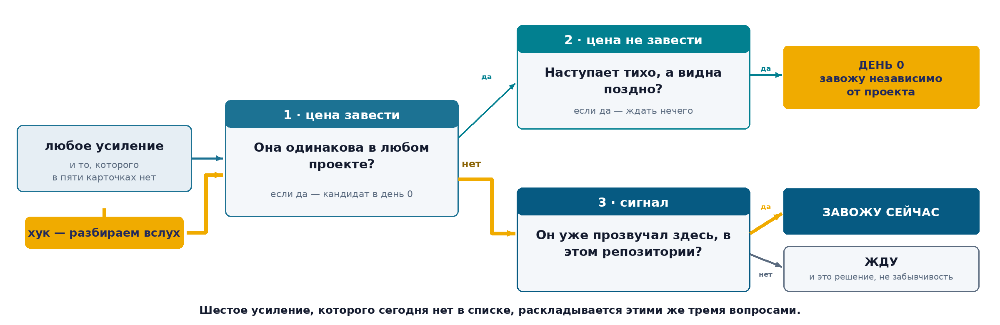 любое усиление
и то, которого
в пяти карточках нет
хук — разбираем вслух
1 · цена завести
Она одинакова в любом
проекте?
если да — кандидат в день 0
да
нет
2 · цена не завести
Наступает тихо, а видна
поздно?
если да — ждать нечего
да
ДЕНЬ 0
завожу независимо
от проекта
3 · сигнал
Он уже прозвучал здесь, в
этом репозитории?
да
нет
ЗАВОЖУ СЕЙЧАС
ЖДУ
и это решение, не забывчивость
Шестое усиление, которого сегодня нет в списке, раскладывается этими же тремя вопросами.